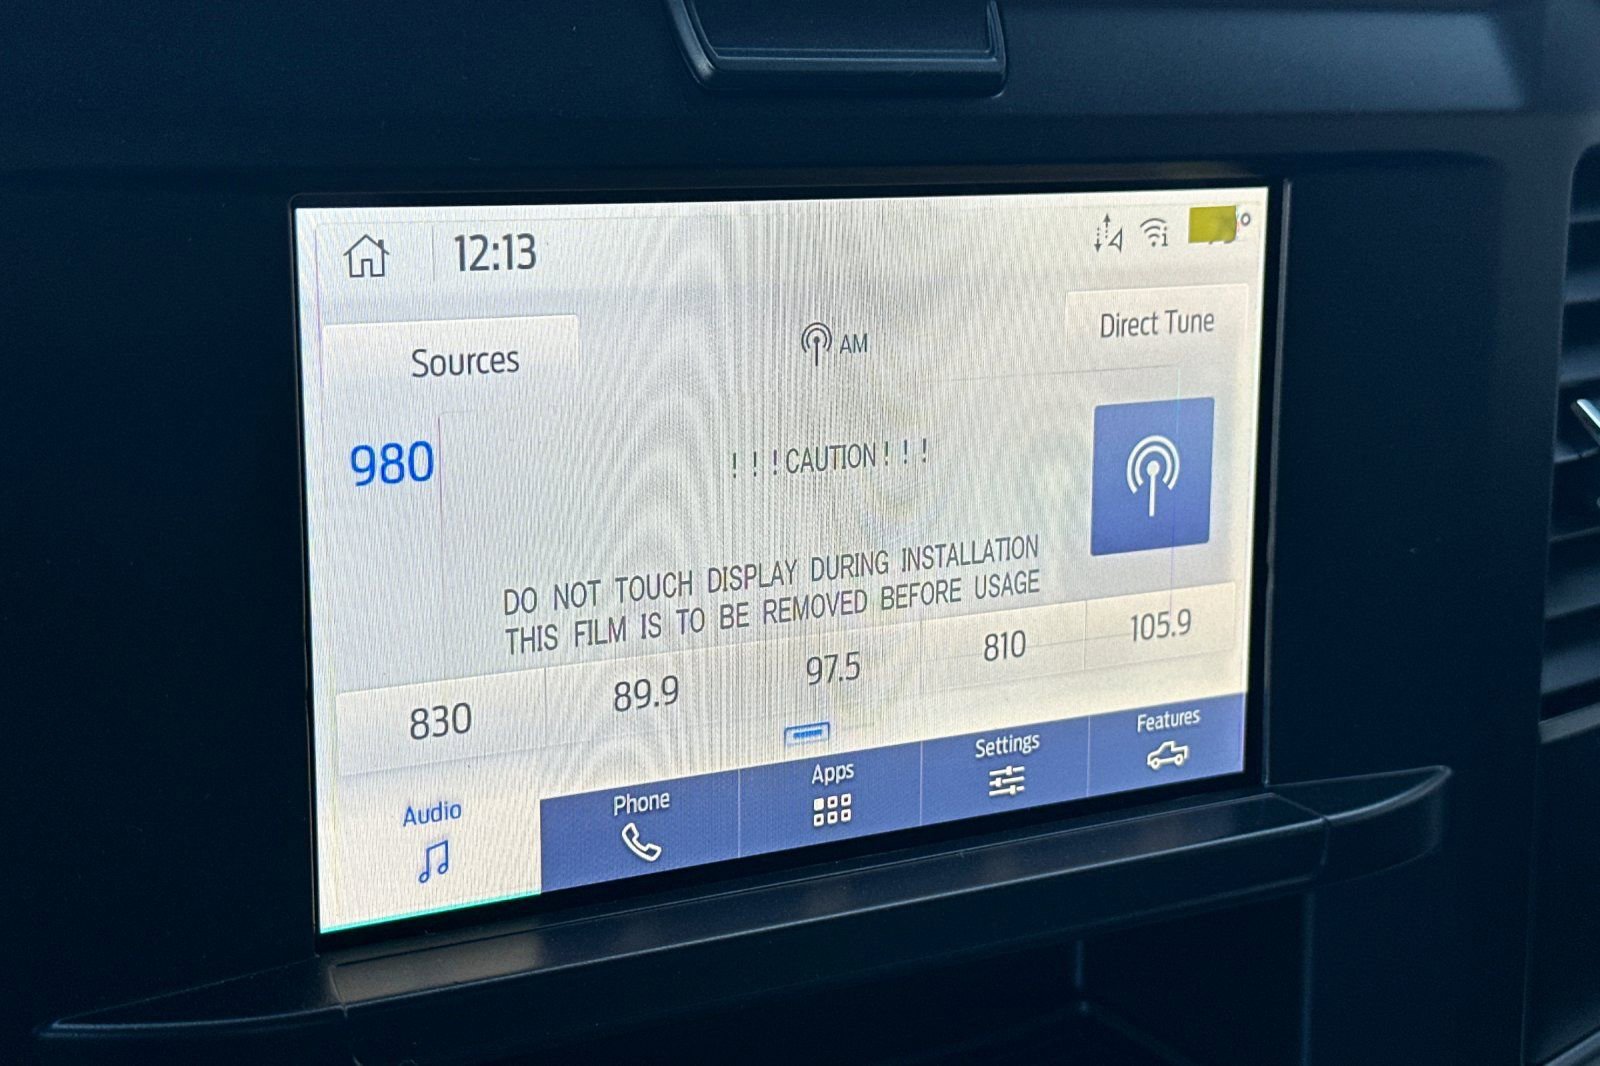 12:13
Sources
AM
Direct Tune
980
! ! ! CAUTION ! ! !
DO NOT TOUCH DISPLAY DURING INSTALLATION
THIS FILM IS TO BE REMOVED BEFORE USAGE
830 89.9 97.5 810 105.9
Audio Phone Apps Settings Features